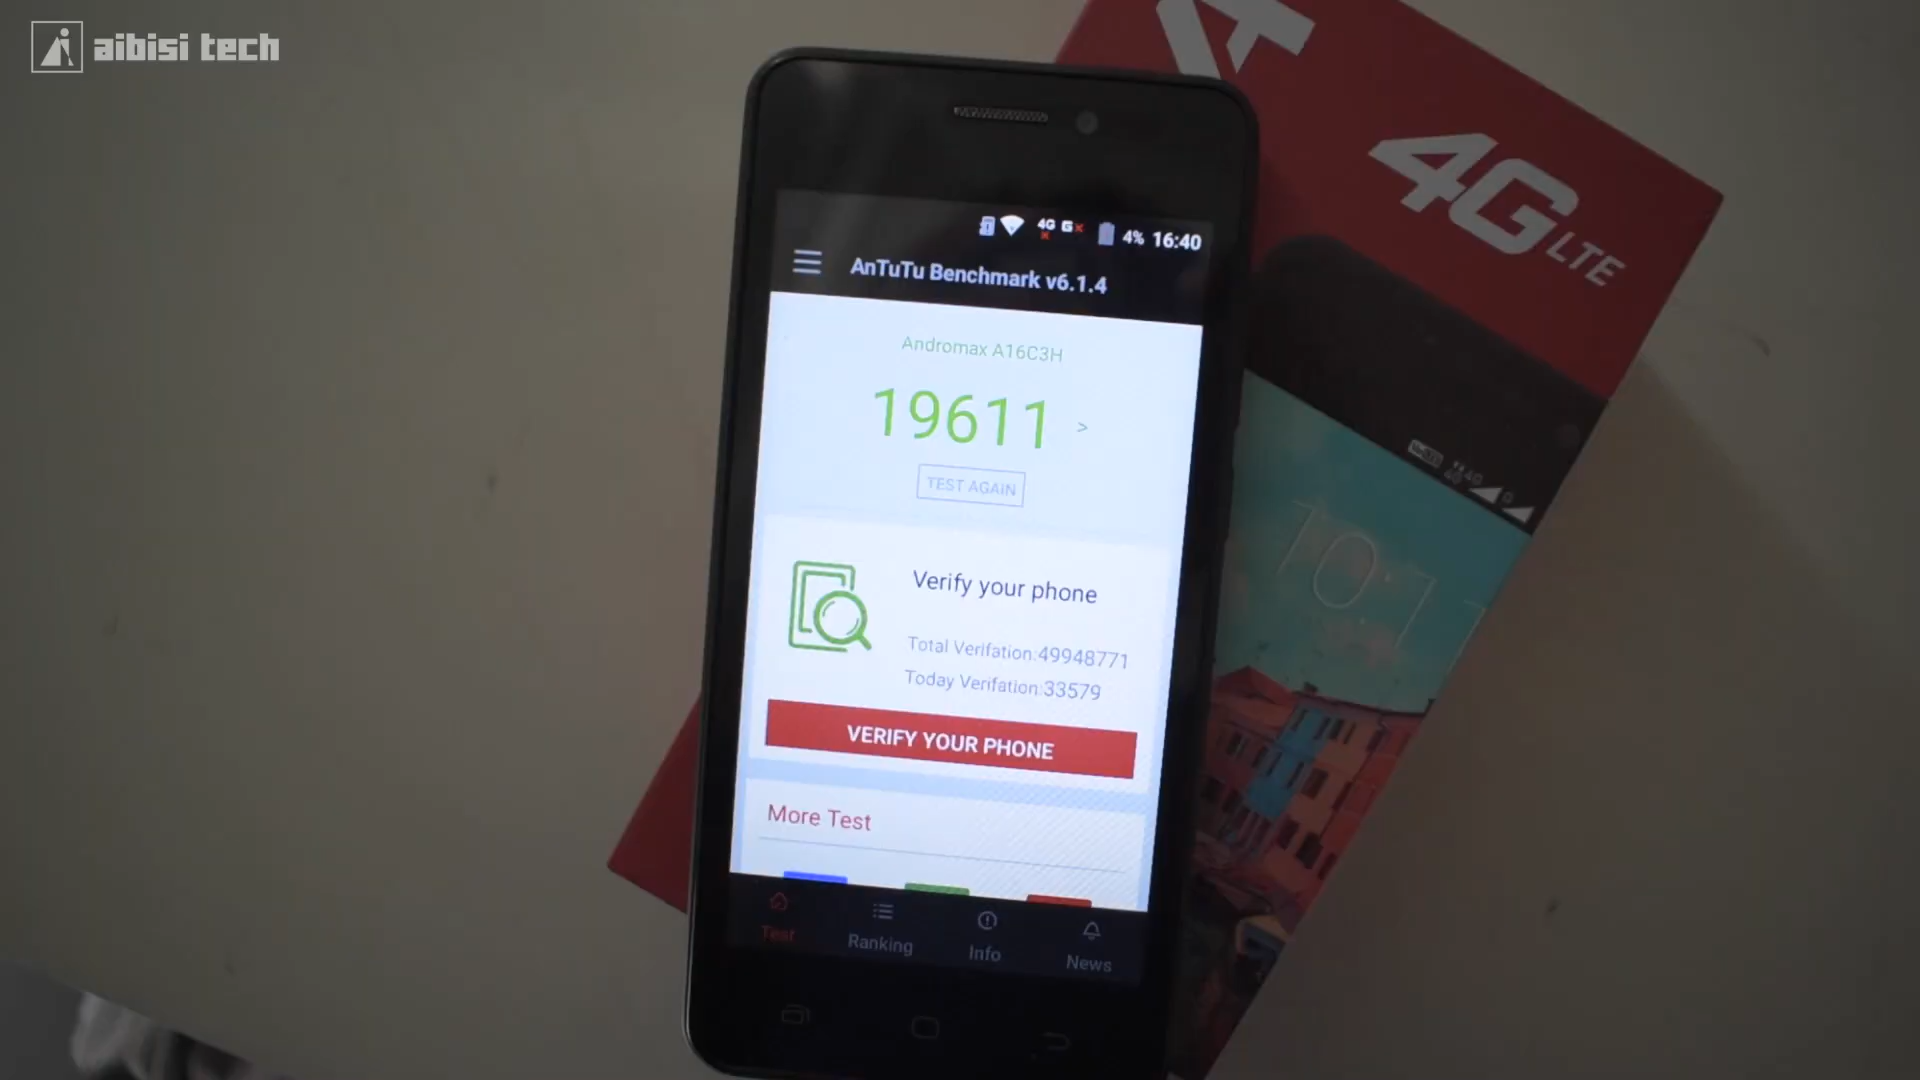 aibisi tech
4G LTE
4G G 4% 16:40
AnTuTu Benchmark v6.1.4
Andromax A16C3H
19611 >
TEST AGAIN
Verify your phone
Total Verifation:49948771
Today Verifation:33579
VERIFY YOUR PHONE
More Test
Test
Ranking
Info
News